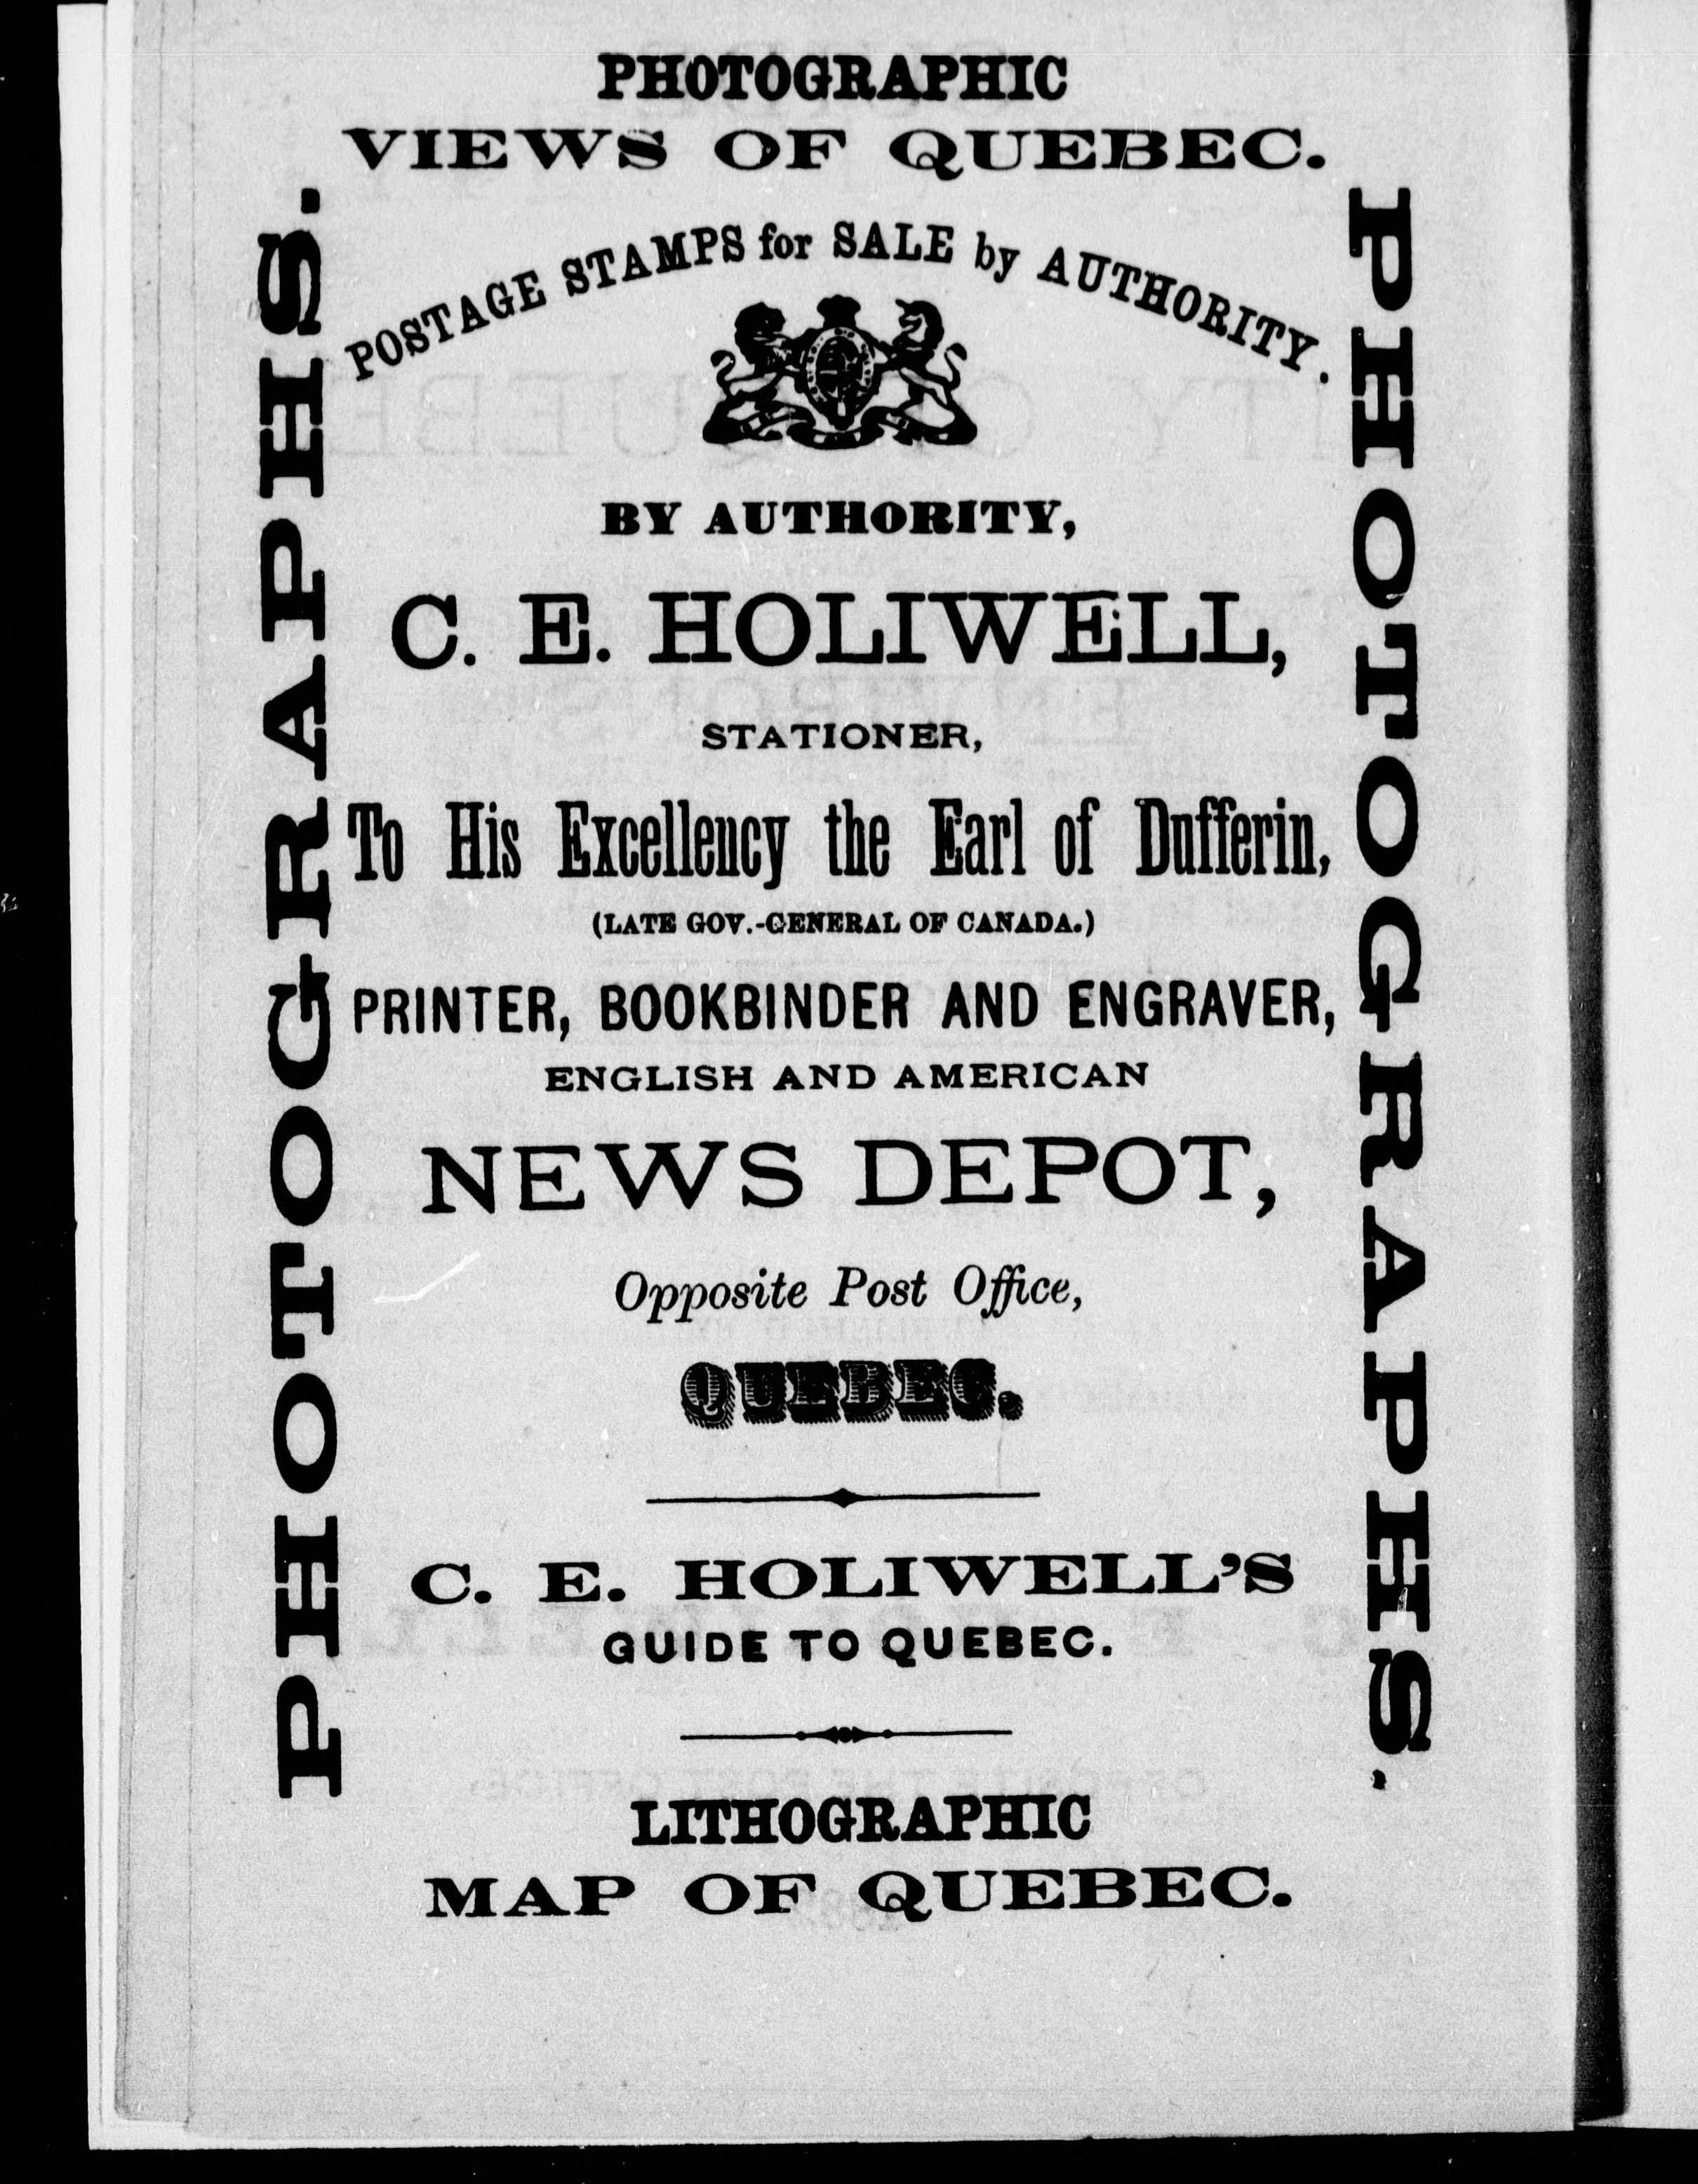 PHOTOGRAPHIC
VIEWS OF QUEBEC.
PHOTOGRAPHS.
POSTAGE STAMPS for SALE by AUTHORITY.
BY AUTHORITY,
C. E. HOLIWELL,
STATIONER,
To His Excellency the Earl of Dufferin,
(LATE GOV.-GENERAL OF CANADA.)
PRINTER, BOOKBINDER AND ENGRAVER,
ENGLISH AND AMERICAN
NEWS DEPOT,
Opposite Post Office,
QUEBEC.
C. E. HOLIWELL'S
GUIDE TO QUEBEC.
LITHOGRAPHIC
MAP OF QUEBEC.
PHOTOGRAPHS.